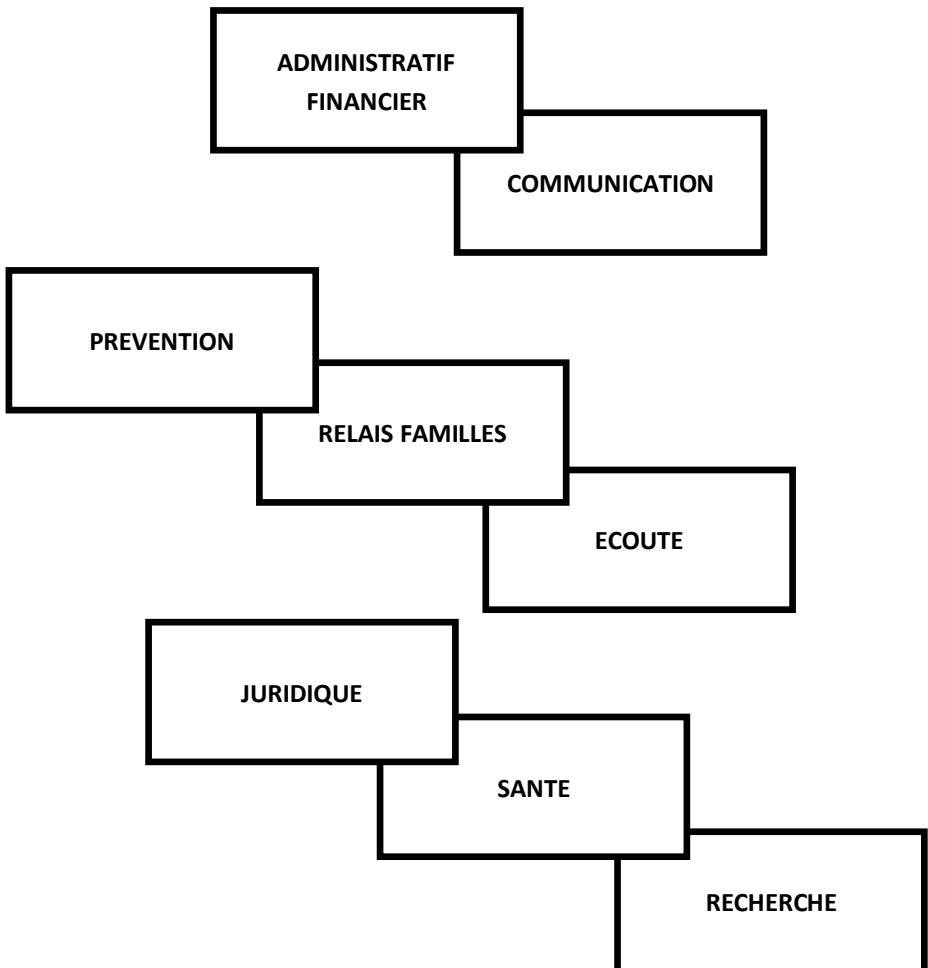 ADMINISTRATIF
FINANCIER
COMMUNICATION
PREVENTION
RELAIS FAMILLES
ECOUTE
JURIDIQUE
SANTE
RECHERCHE